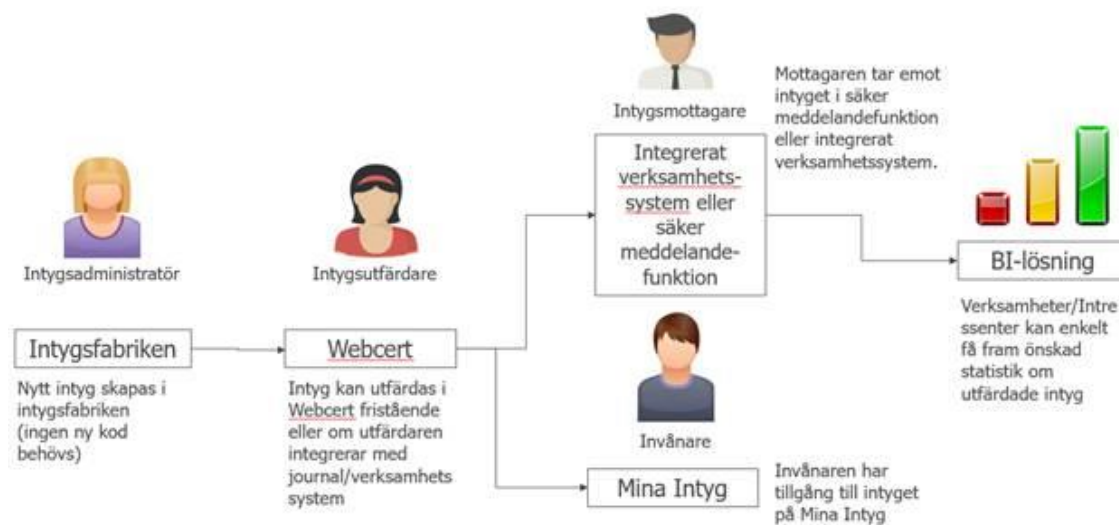 Intygsadministratör
Intygsfabriken
Nytt intyg skapas i
intygsfabriken
(ingen ny kod
behövs)
Intygsutfärdare
Webcert
Intyg kan utfärdas i
Webcert fristående
eller om utfärdaren
integrerar med
journal/verksamhets
system
Intygsmottagare
Integrerat
verksamhets-
system eller
säker
meddelande-
funktion
Mottagaren tar emot
intyget i säker
meddelandefunktion
eller integrerat
verksamhetssystem.
Invånare
Mina Intyg
Invånaren har
tillgång till intyget
på Mina Intyg
BI-lösning
Verksamheter/Intre
ssenter kan enkelt
få fram önskad
statistik om
utfärdade intyg